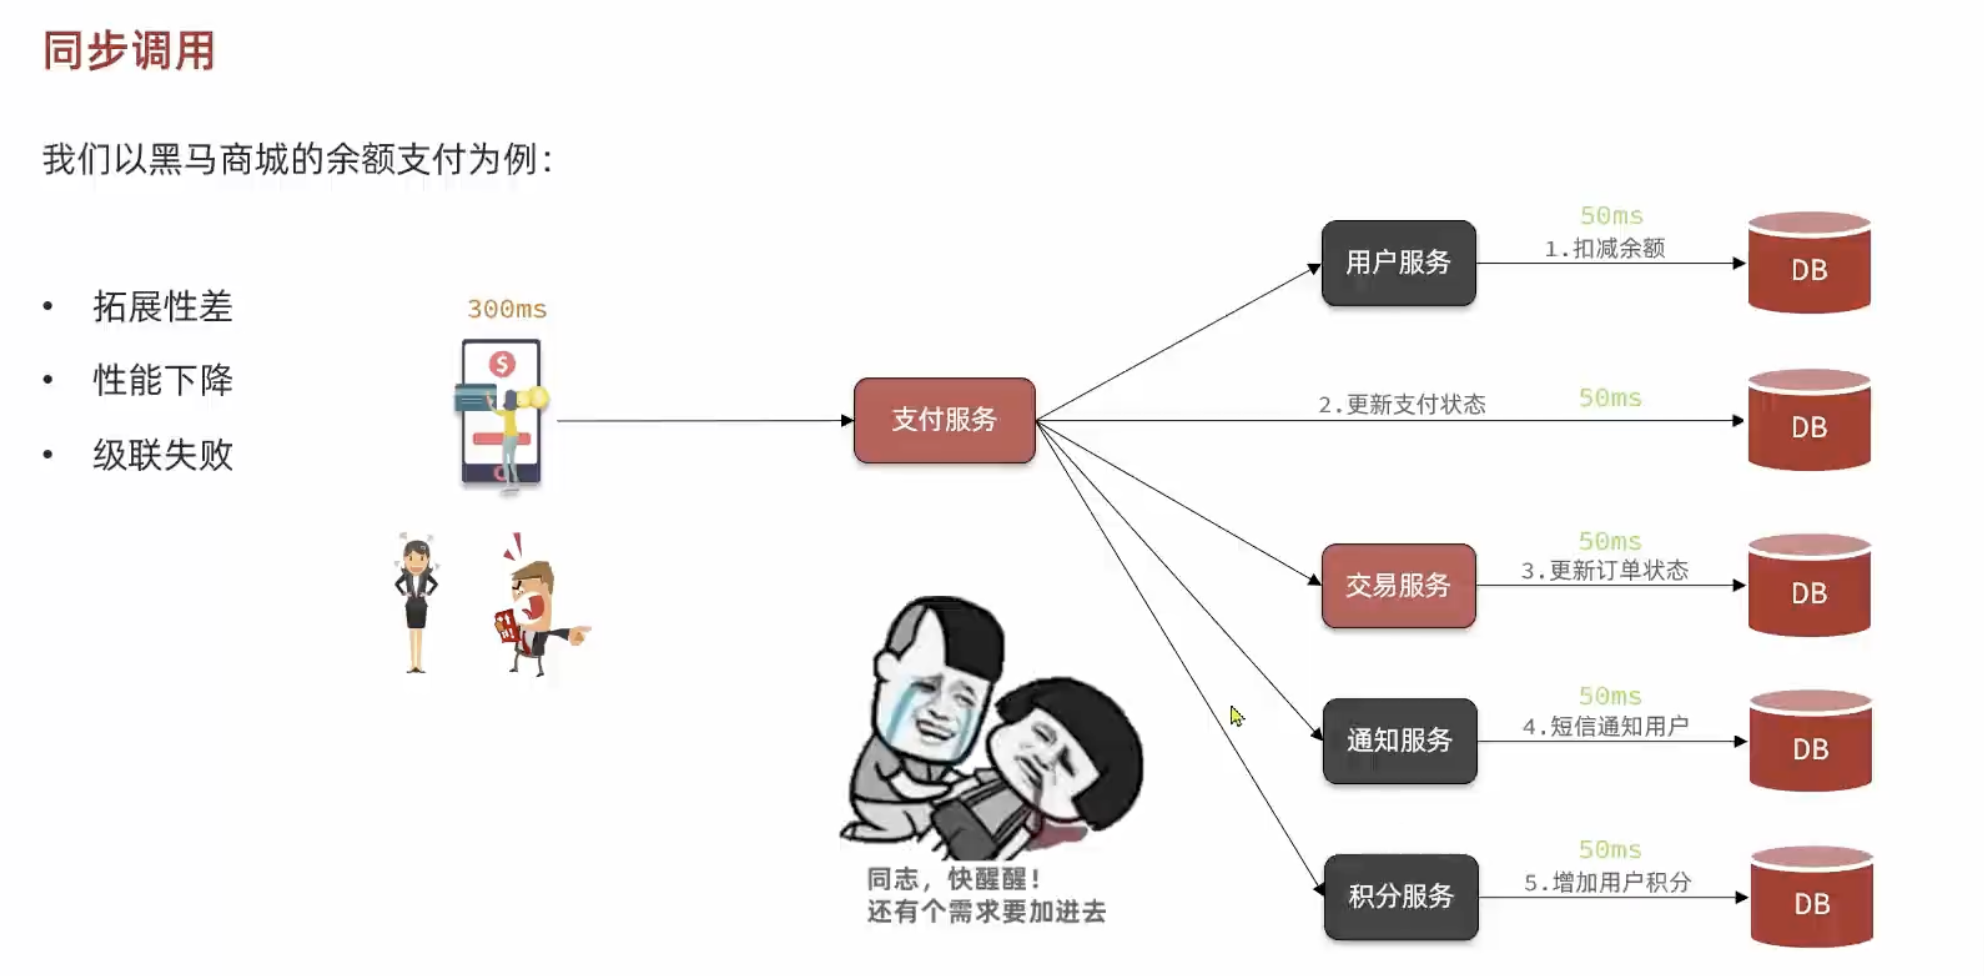 同步调用
我们以黑马商城的余额支付为例：
• 拓展性差
• 性能下降
• 级联失败
300ms
$
支付服务
用户服务
50ms
1.扣减余额
DB
2.更新支付状态
50ms
DB
交易服务
50ms
3.更新订单状态
DB
通知服务
50ms
4.短信通知用户
DB
积分服务
50ms
5.增加用户积分
DB
同志，快醒醒！
还有个需求要加进去